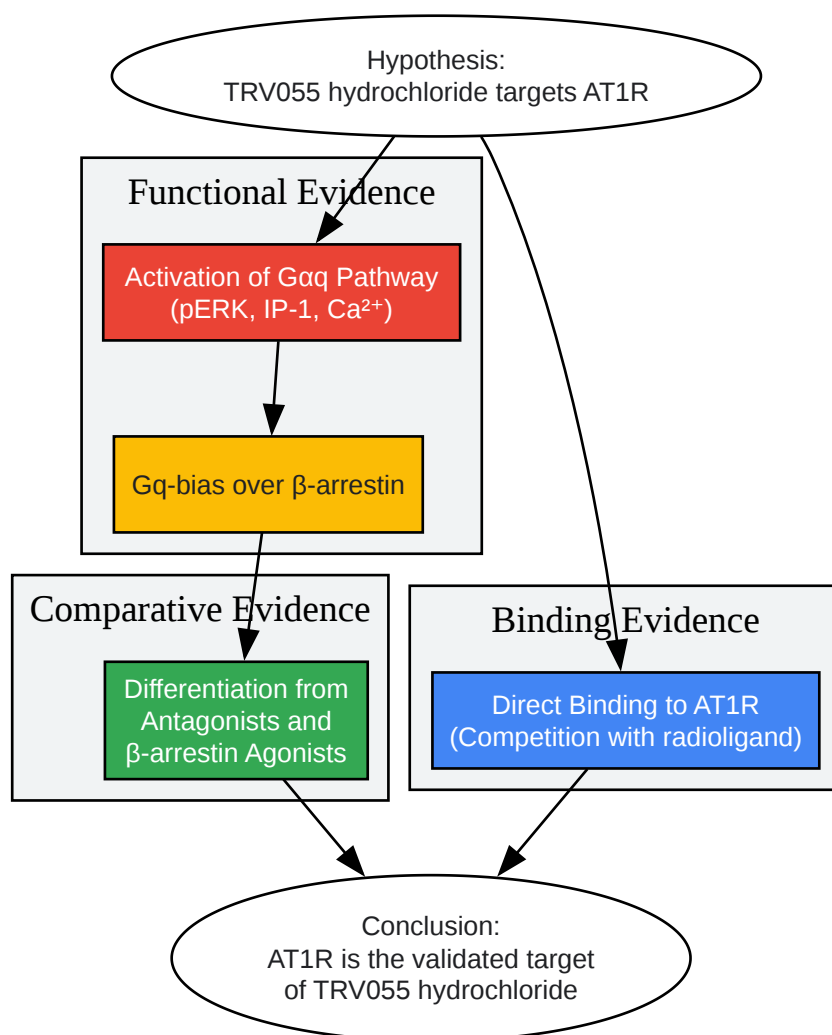 Hypothesis:
TRV055 hydrochloride targets AT1R
Functional Evidence
Activation of Gαq Pathway
(pERK, IP-1, Ca²⁺)
Gq-bias over β-arrestin
Comparative Evidence
Differentiation from
Antagonists and
β-arrestin Agonists
Binding Evidence
Direct Binding to AT1R
(Competition with radioligand)
Conclusion:
AT1R is the validated target
of TRV055 hydrochloride